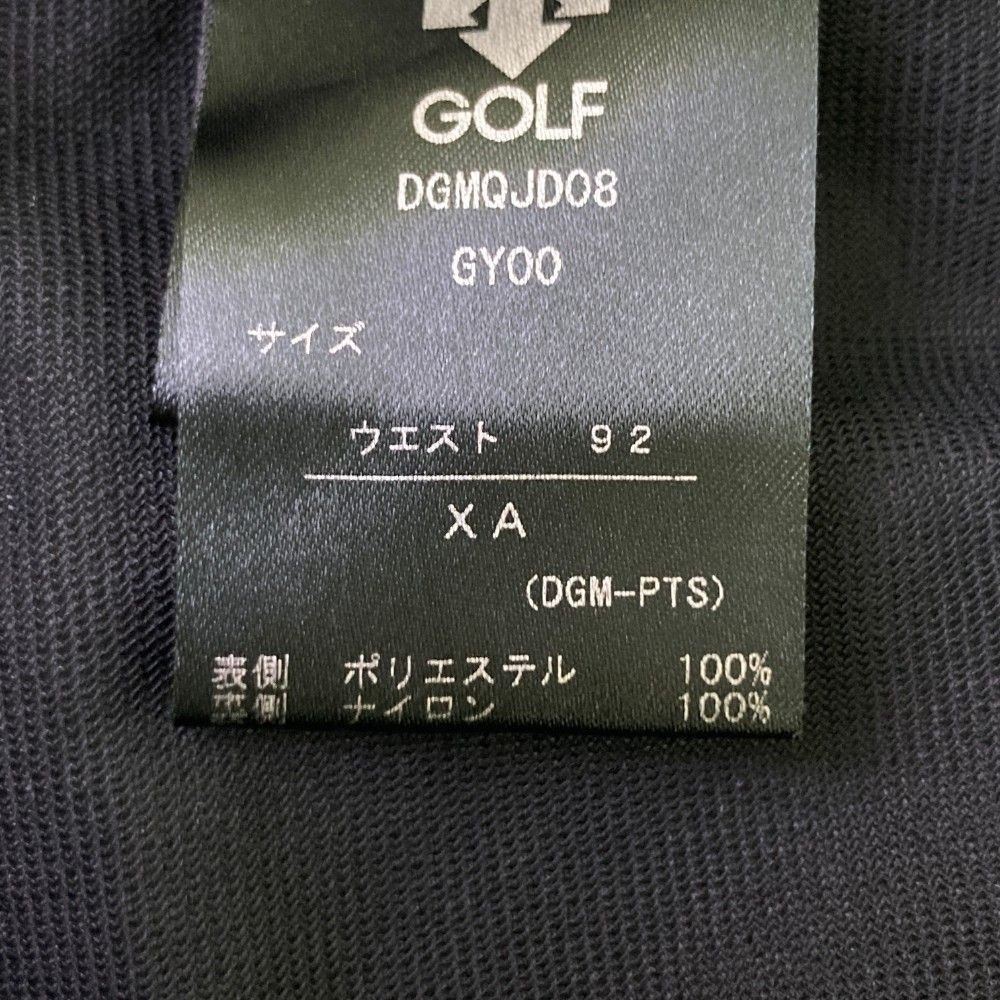 GOLF
DGMQJD08
GY00
サイズ
ウエスト 92
XA
(DGM-PTS)
表側 ポリエステル 100%
裏側 ナイロン 100%